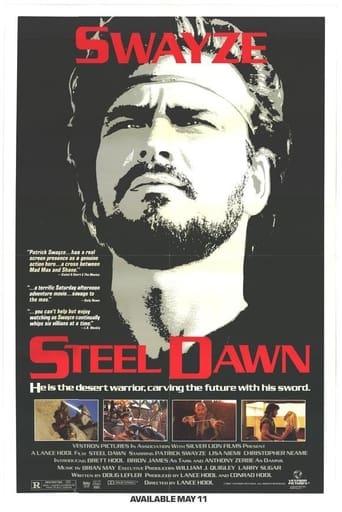 SWAYZE
"Patrick Swayze...has a real
screen presence as a genuine
action hero...a cross between
Mad Max and Shane."
"...a terrific Saturday afternoon
adventure movie...savage to
the max."
"...you can't help but enjoy
watching as Swayze continually
whips six villians at a time"
STEEL DAWN
He is the desert warrior, carving the future with his sword.
VESTRON PICTURES IN ASSOCIATION WITH SILVER LION FILMS PRESENT
A LANCE HOOL FILM STEEL DAWN STARRING PATRICK SWAYZE LISA NIEMI CHRISTOPHER NEAME
INTRODUCING BRETT HOOL BRION JAMES AS TARK AND ANTHONY ZERBE AS DAMNIL
MUSIC BY BRIAN MAY EXECUTIVE PRODUCERS WILLIAM J. QUIGLEY LARRY SUGAR
WRITTEN BY DOUG LEFLER PRODUCED BY LANCE HOOL AND CONRAD HOOL
R DIRECTED BY LANCE HOOL
AVAILABLE MAY 11